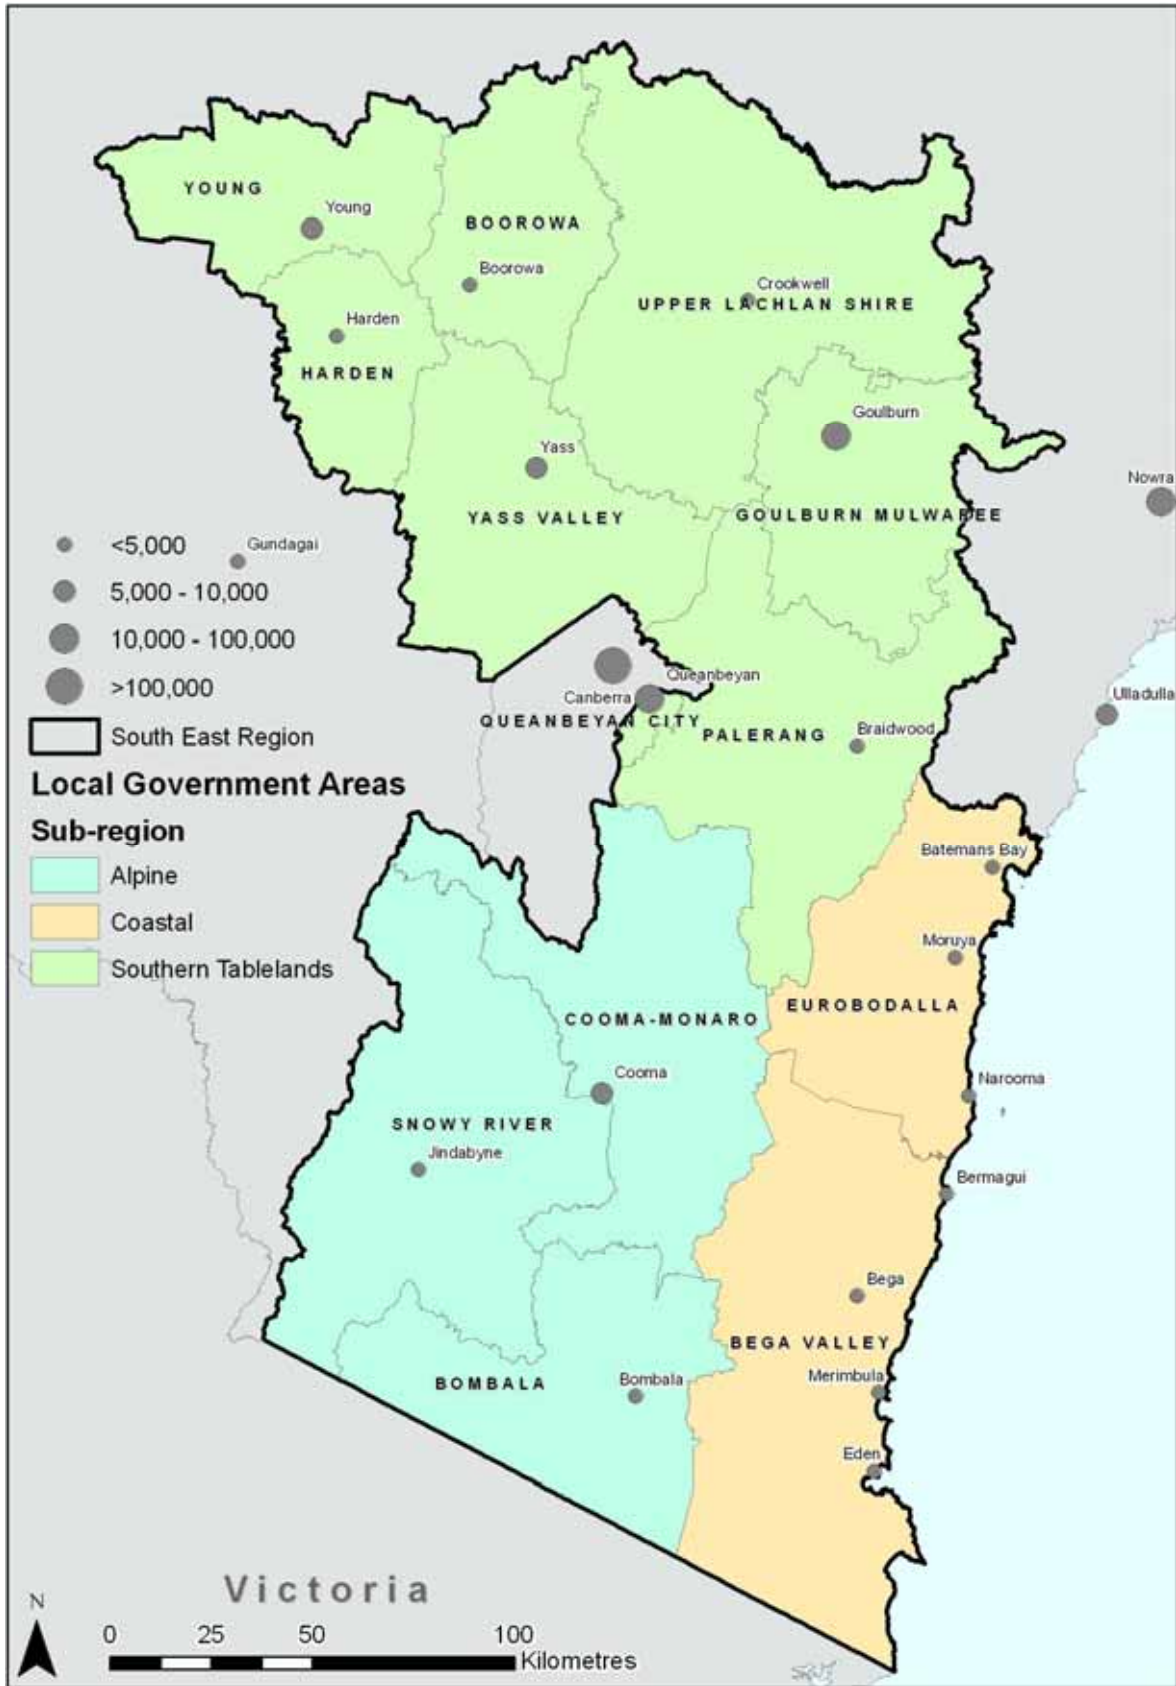 YOUNG
Young
BOOROWA
Boorowa
Crookwell
UPPER LACHLAN SHIRE
Harden
HARDEN
Goulburn
Yass
Nowra
YASS VALLEY
GOULBURN MULWAREE
Gundagai
<5,000
5,000 - 10,000
10,000 - 100,000
>100,000
South East Region
Local Government Areas
Sub-region
Alpine
Coastal
Southern Tablelands
Queanbeyan
Canberra
QUEANBEYAN CITY
PALERANG
Braidwood
Ulladulla
Batemans Bay
Moruya
EUROBODALLA
COOMA-MONARO
Cooma
Narooma
SNOWY RIVER
Jindabyne
Bermagui
Bega
BEGA VALLEY
BOMBALA
Bombala
Merimbula
Eden
Victoria
N
0 25 50 100
Kilometres